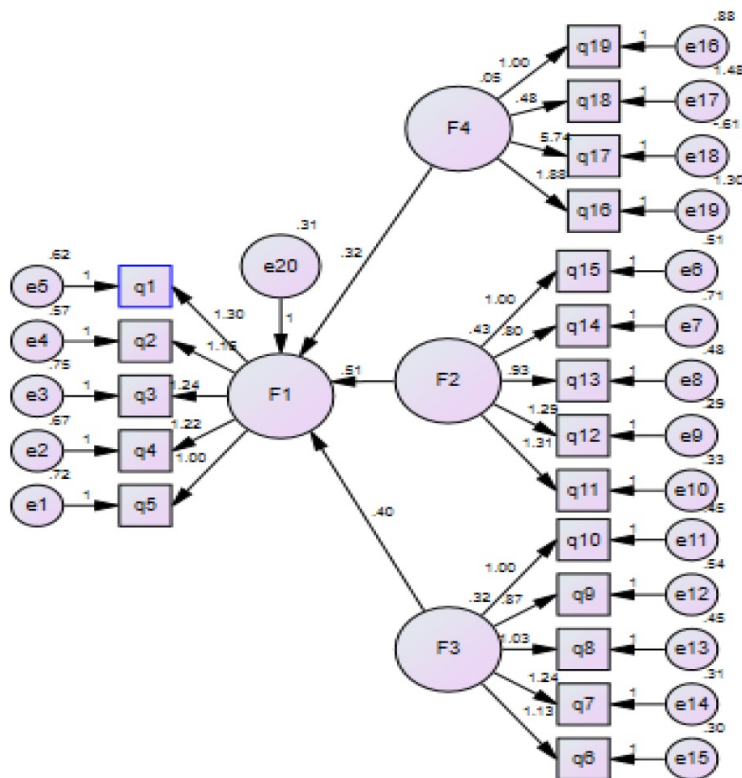 .88
q19 1 e16
1.00 1.48
.05 .48 q18 1 e17
F4 -.61
5.74 q17 1 e18
1.88 1.30
q16 1 e19
.31 .32 .51
.62 e20 q15 1 e6
e5 1 q1 1.00 .71
.57 1 1.30 .43 .80 q14 1 e7
e4 1 q2 1.15 .48
.75 .51 F2 .93 q13 1 e8
e3 1 q3 1.24 F1 .29
.67 1.22 1.29 q12 1 e9
e2 1 q4 1.00 1.31 .33
.72 q11 1 e10
e1 1 q5 .45
.40 q10 1 e11
1.00 .54
.32 .87 q9 1 e12
.45
F3 1.03 q8 1 e13
1.24 .31
1.13 q7 1 e14
.30
q6 1 e15